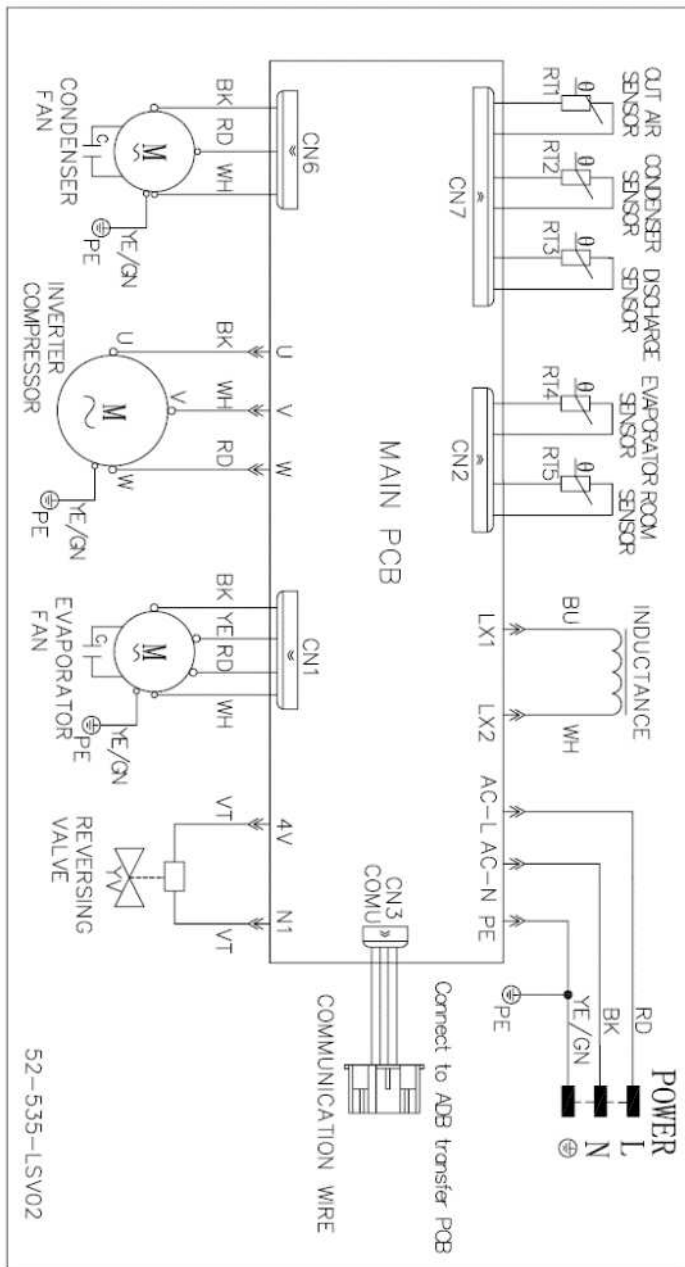 OUT AIR
SENSOR
RT1
θ
CONDENSER
SENSOR
RT2
θ
DISCHARGE
SENSOR
RT3
θ
EVAPORATOR
SENSOR
RT4
θ
ROOM
SENSOR
RT5
θ
INDUCTANCE
BU
WH
POWER
L
N
RD
BK
YE/GN
PE
CN7
CN2
LX1
LX2
AC-L
AC-N
PE
MAIN PCB
CN3
COMU
Connect to ADB transfer PCB
COMMUNICATION WIRE
CN6
U
V
W
CN1
4V
N1
BK
RD
WH
M
~
C
YE/GN
PE
CONDENSER
FAN
BK
WH
RD
U
V
W
M
~
YE/GN
PE
INVERTER
COMPRESSOR
BK
YE
RD
WH
M
~
C
YE/GN
PE
EVAPORATOR
FAN
VT
VT
REVERSING
VALVE
52-535-LSV02